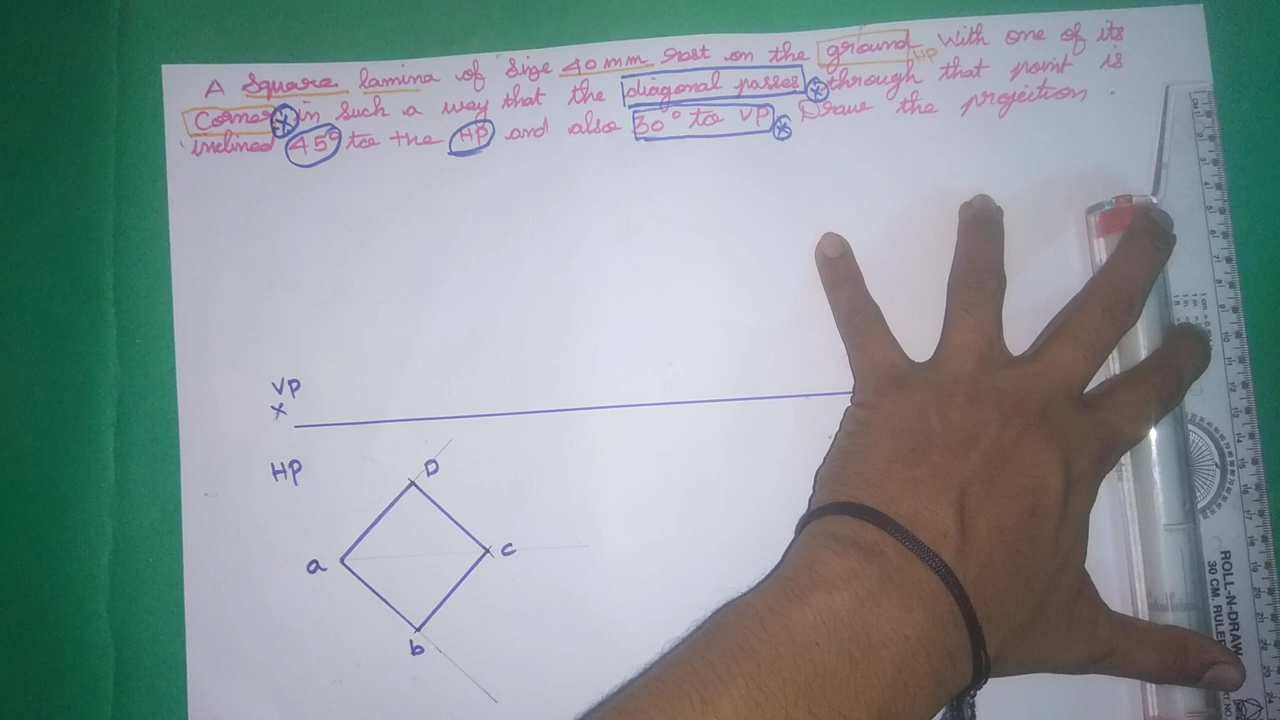 A Square lamina of Size 40 mm rest on the ground HP With one of its
Corner * in Such a way that the diagonal passes * through that point is
inclined 45° to the HP and also 30° to VP * Draw the projection.
VP
X
HP
D
a
c
b
ROLL-N-DRAW
30 CM. RULER